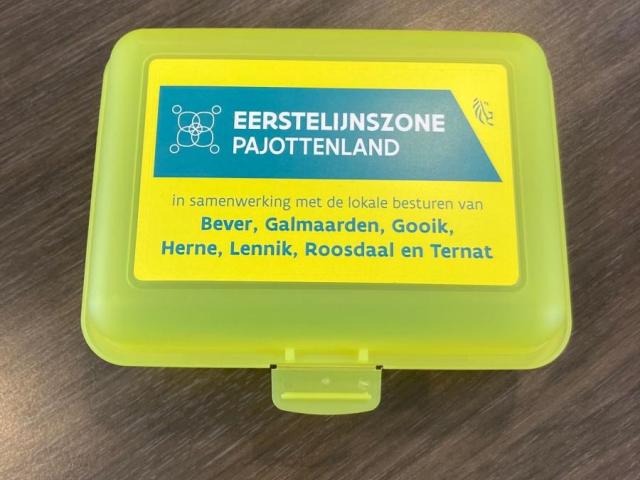 EERSTELIJNSZONE
PAJOTTENLAND
in samenwerking met de lokale besturen van
Bever, Galmaarden, Gooik,
Herne, Lennik, Roosdaal en Ternat